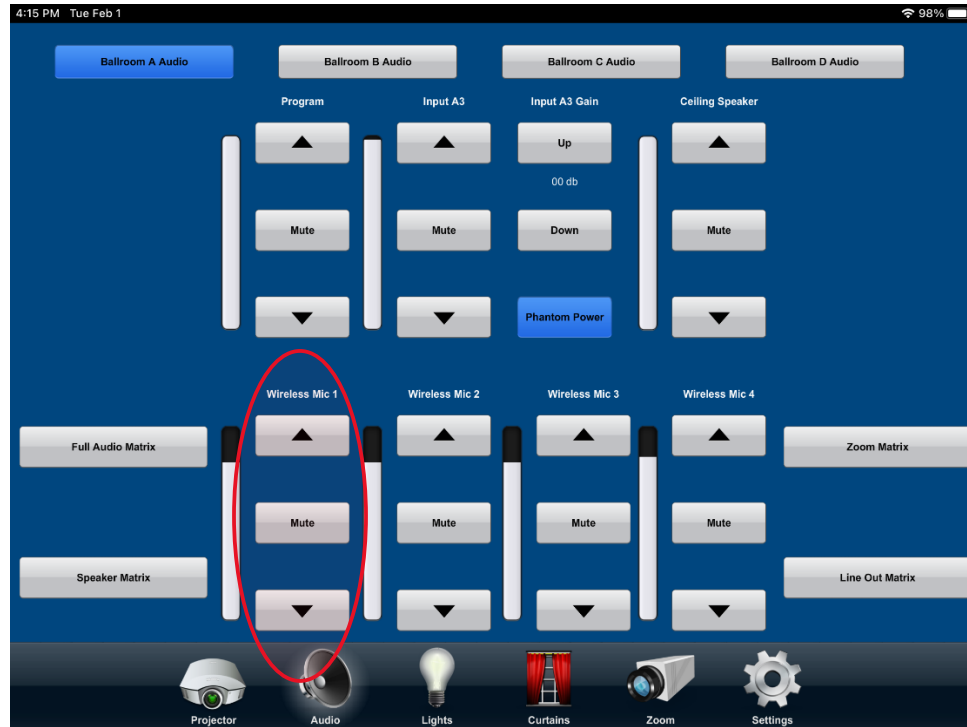 4:15 PM Tue Feb 1 98%
Ballroom A Audio Ballroom B Audio Ballroom C Audio Ballroom D Audio
Program Input A3 Input A3 Gain Ceiling Speaker
Up
00 db
Mute Mute Down Mute
Phantom Power
Wireless Mic 1 Wireless Mic 2 Wireless Mic 3 Wireless Mic 4
Full Audio Matrix Zoom Matrix
Mute Mute Mute Mute
Speaker Matrix Line Out Matrix
Projector Audio Lights Curtains Zoom Settings